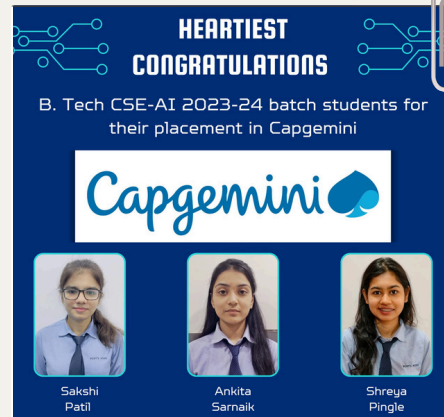 HEARTIEST
CONGRATULATIONS
B. Tech CSE-AI 2023-24 batch students for
their placement in Capgemini
Capgemini
Sakshi
Patil
Ankita
Sarnaik
Shreya
Pingle